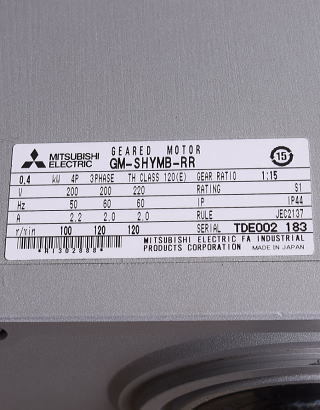 GEARED MOTOR
MITSUBISHI ELECTRIC GM-SHYMB-RR 15
0.4 kW 4P 3PHASE TH CLASS 120(E) GEAR RATIO 1:15
V 200 200 220 RATING S1
Hz 50 60 60 IP IP44
A 2.2 2.0 2.0 RULE JEC2137
r/min 100 120 120 SERIAL TDE002 183
MITSUBISHI ELECTRIC FA INDUSTRIAL
PRODUCTS CORPORATION MADE IN JAPAN